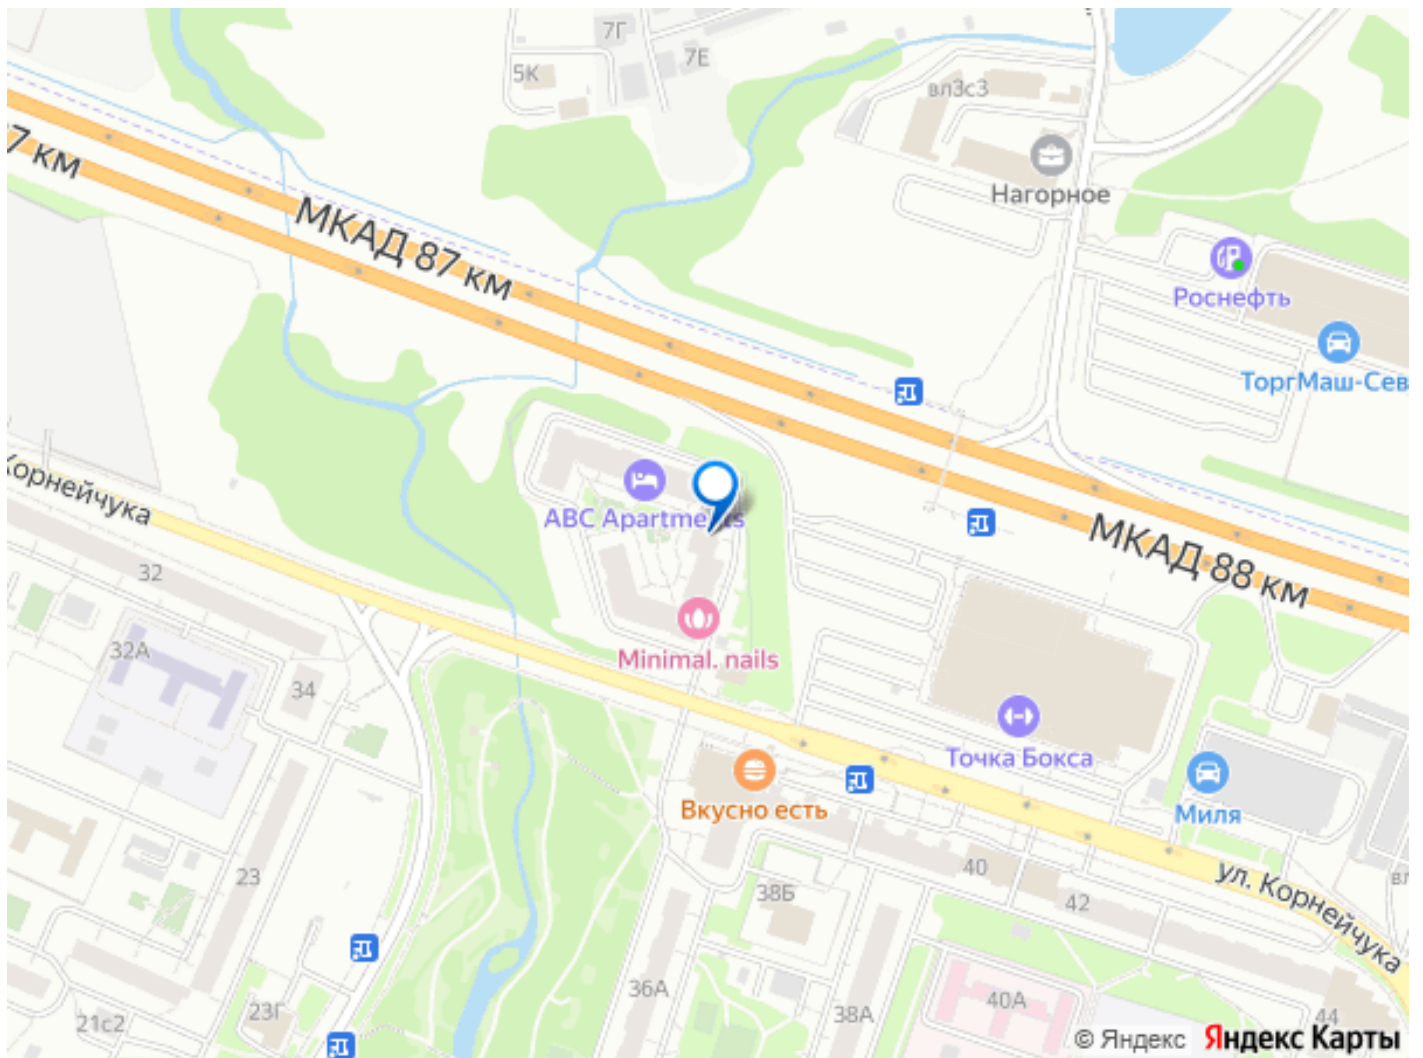 7Г
7Е
5К
вл3с3
7 км
МКАД 87 км
Нагорное
Роснефть
ТоргМаш-Сев
ABC Apartments
Корнейчука
МКАД 88 км
32
32А
34
Minimal. nails
Точка Бокса
Миля
Вкусно есть
ул. Корнейчука
вл
40
42
38Б
23
36А
38А
40А
44
23Г
21с2
© Яндекс Яндекс Карты